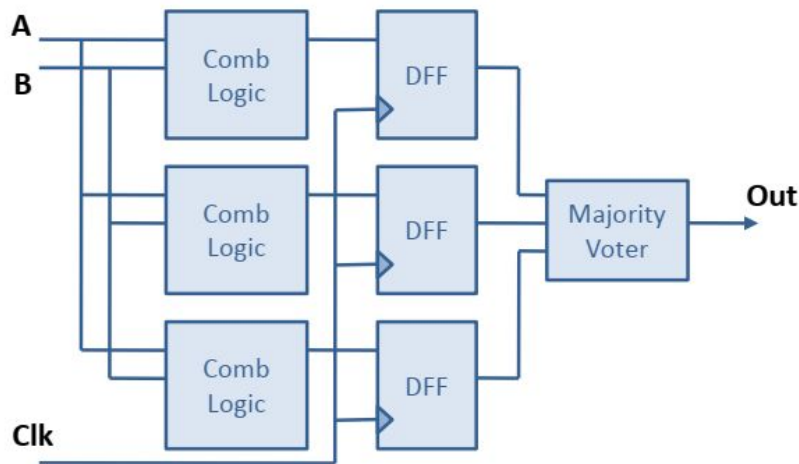 A
B
Comb
Logic
DFF
Comb
Logic
DFF
Majority
Voter
Out
Comb
Logic
DFF
Clk